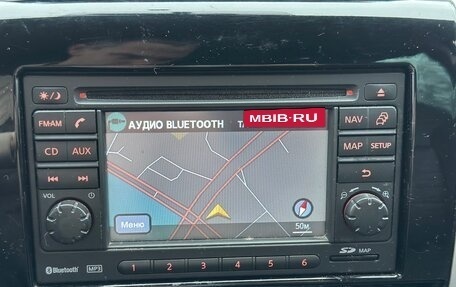 АУДИО BLUETOOTH
MBIB-RU
FM·AM
NAV
CD
AUX
MAP
SETUP
VOL
Меню
50м.
SD
MAP
Bluetooth
MP3
1
2
3
4
5
6